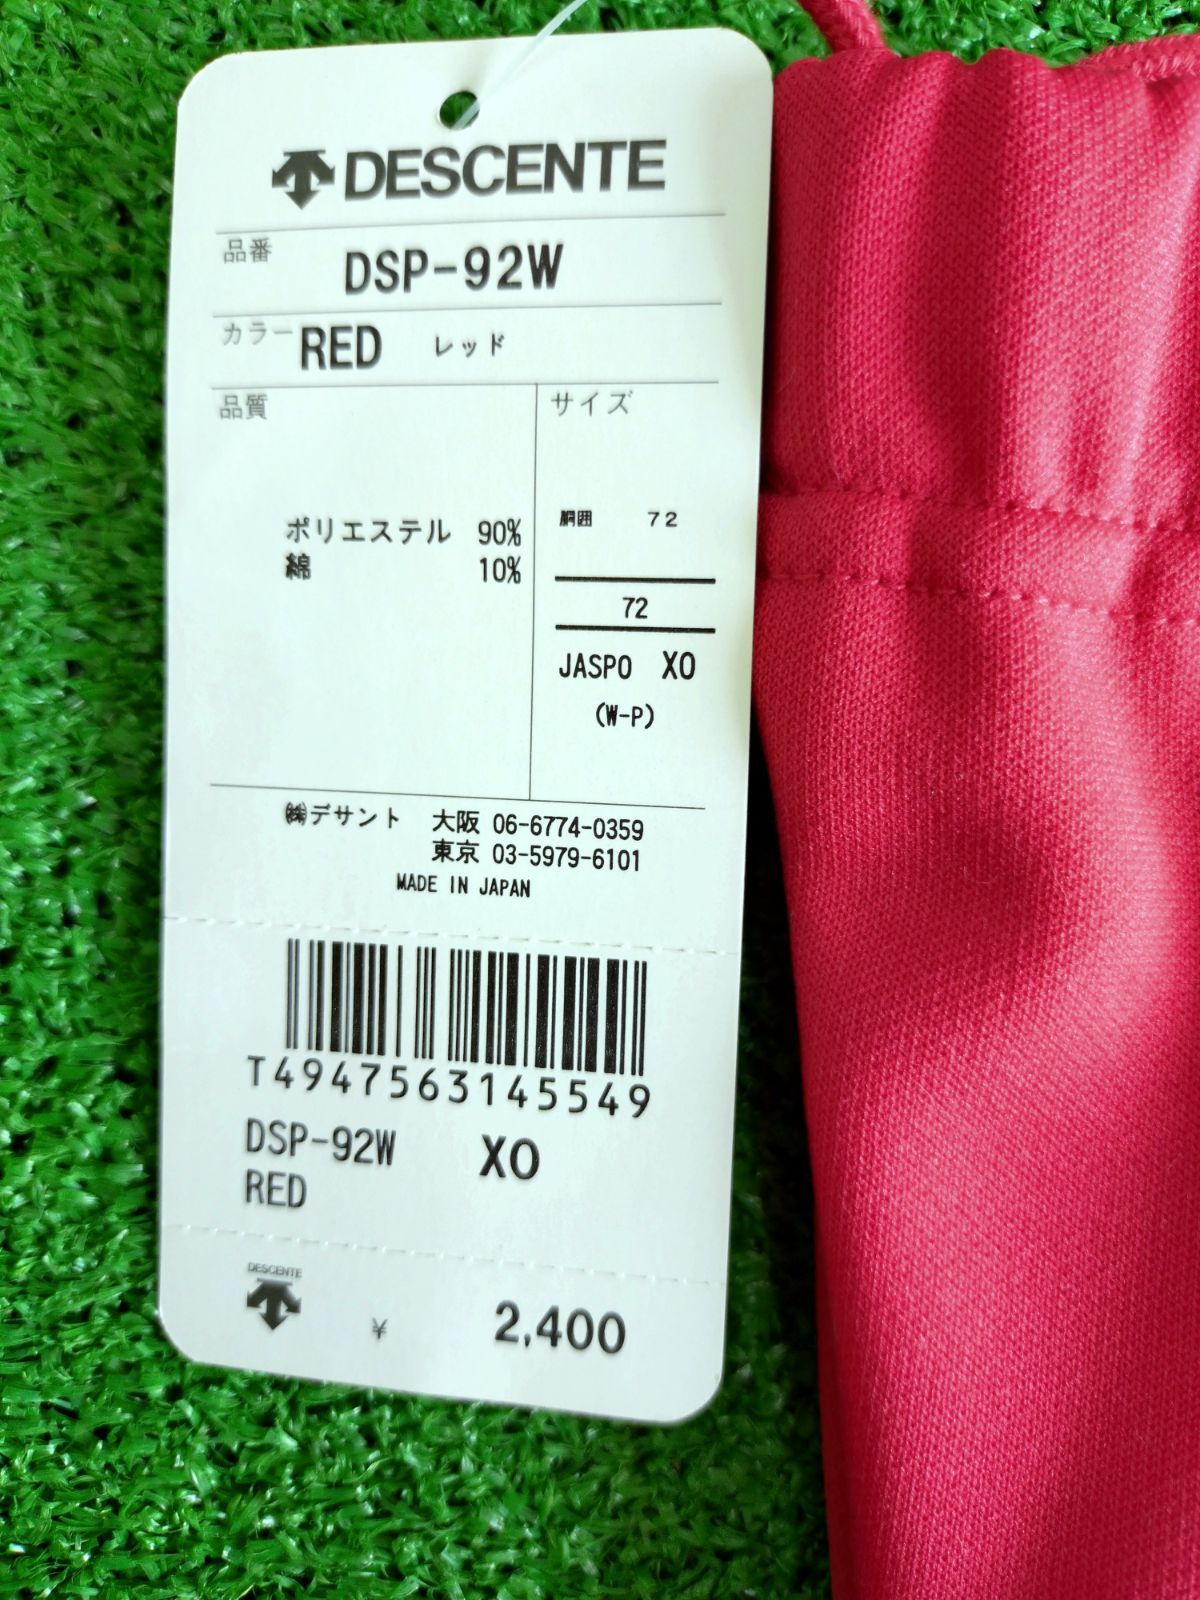 DESCENTE
品番 DSP-92W
カラー RED レッド
品質
ポリエステル 90%
綿 10%
サイズ
胴囲 72
72
JASPO XO
(W-P)
㈱デサント 大阪 06-6774-0359
東京 03-5979-6101
MADE IN JAPAN
T4947563145549
DSP-92W XO
RED
DESCENTE
¥ 2,400